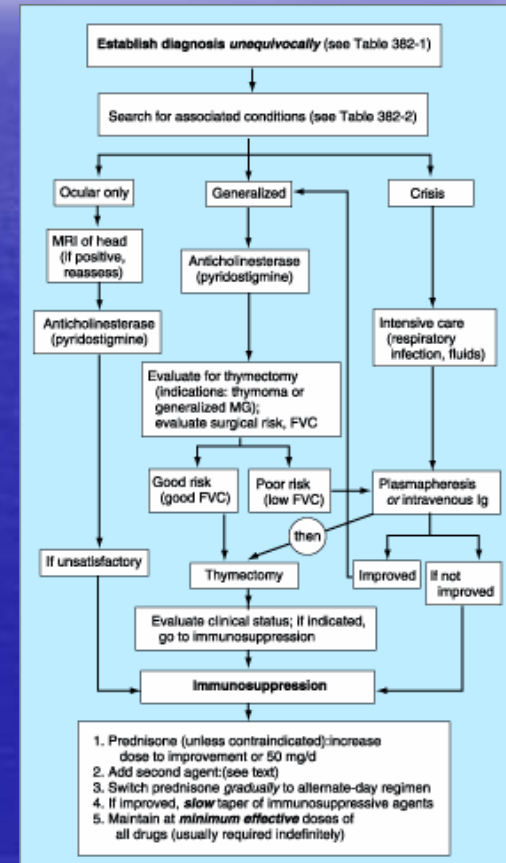 Establish diagnosis unequivocally (see Table 382-1)
Search for associated conditions (see Table 382-2)
Ocular only
Generalized
Crisis
MRI of head
(if positive,
reassess)
Anticholinesterase
(pyridostigmine)
Anticholinesterase
(pyridostigmine)
Intensive care
(respiratory
infection, fluids)
Evaluate for thymectomy
(indications: thymoma or
generalized MG);
evaluate surgical risk, FVC
Good risk
(good FVC)
Poor risk
(low FVC)
Plasmapheresis
or intravenous Ig
then
If unsatisfactory
Thymectomy
Improved
If not
improved
Evaluate clinical status; if indicated,
go to immunosuppression
Immunosuppression
1. Prednisone (unless contraindicated):increase
dose to improvement or 50 mg/d
2. Add second agent:(see text)
3. Switch prednisone gradually to alternate-day regimen
4. If improved, slow taper of immunosuppressive agents
5. Maintain at minimum effective doses of
all drugs (usually required indefinitely)